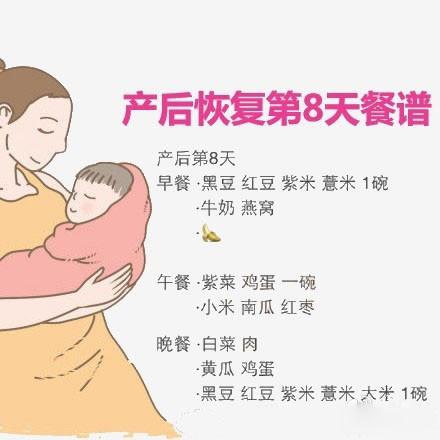 产后恢复第8天餐谱
产后第8天
早餐 ·黑豆 红豆 紫米 薏米 1碗
·牛奶 燕窝
·🍌
午餐 ·紫菜 鸡蛋 一碗
·小米 南瓜 红枣
晚餐 ·白菜 肉
·黄瓜 鸡蛋
·黑豆 红豆 紫米 薏米 大米 1碗